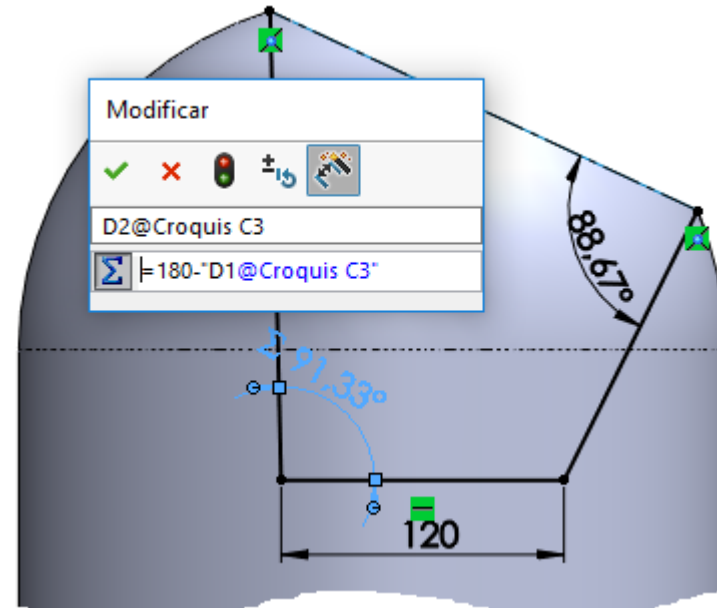 Modificar
D2@Croquis C3
=180-"D1@Croquis C3"
88,67°
Σ 91,33°
120